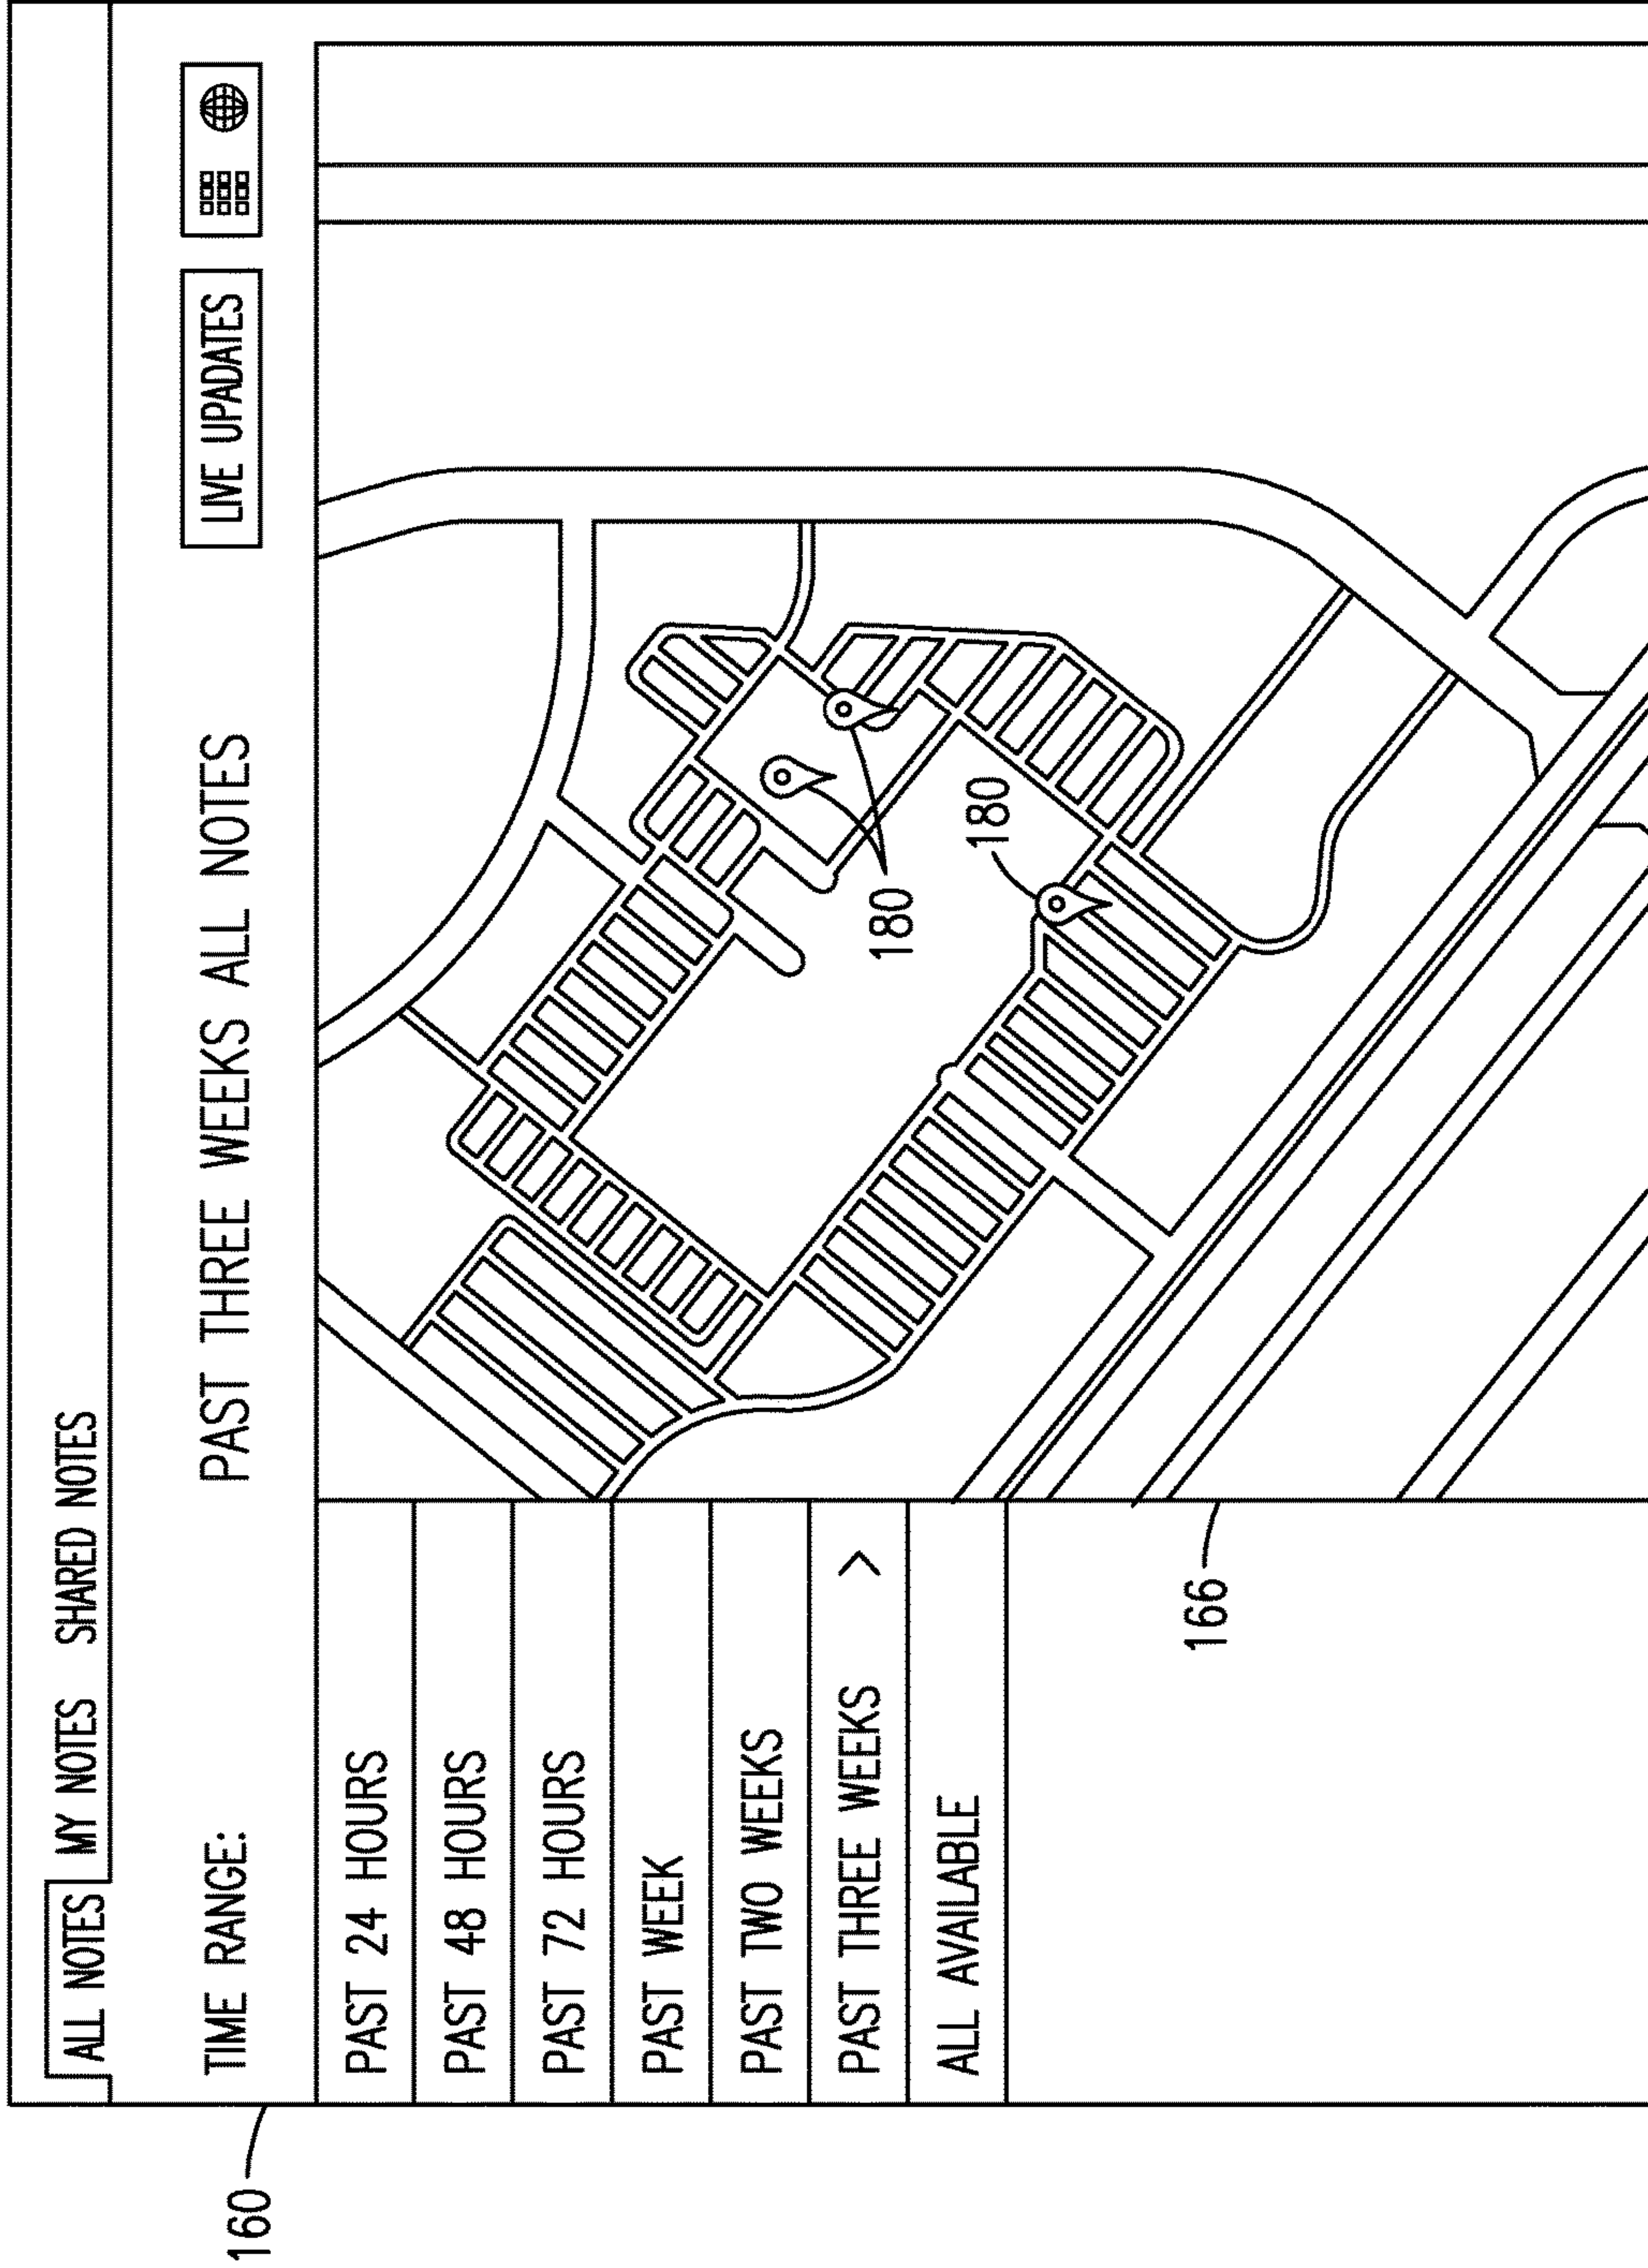 ALL NOTES MY NOTES SHARED NOTES
TIME RANGE: PAST THREE WEEKS ALL NOTES LIVE UPADATES
160
PAST 24 HOURS
PAST 48 HOURS
PAST 72 HOURS
PAST WEEK
PAST TWO WEEKS
PAST THREE WEEKS >
ALL AVAILABLE
180
180
166